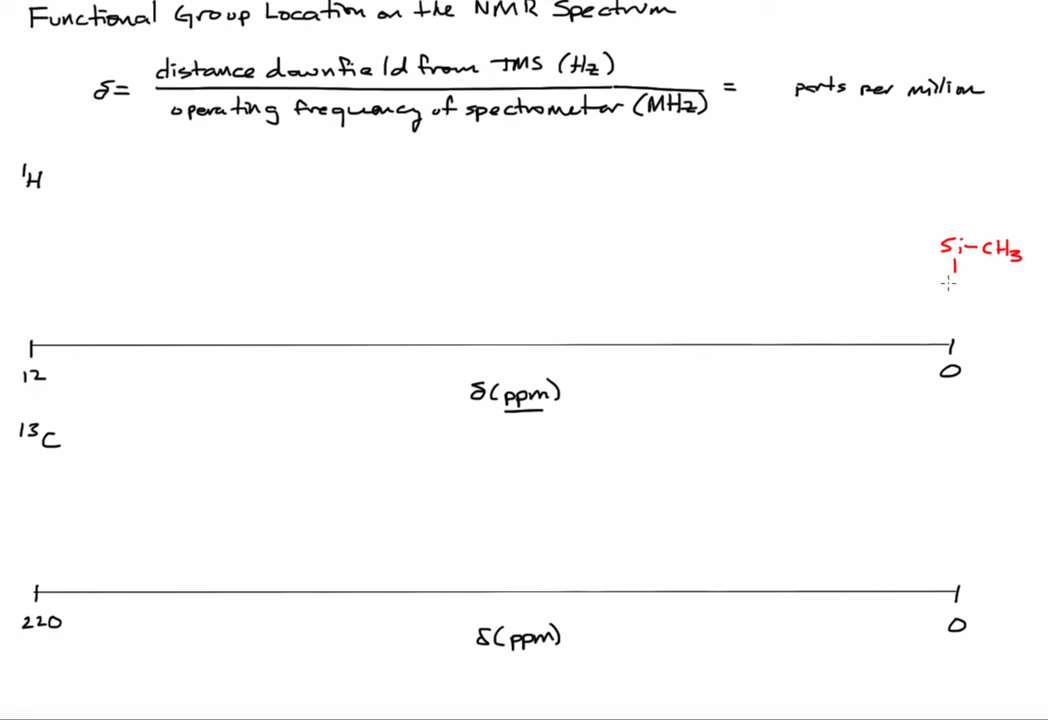 Functional Group Location on the NMR Spectrum
δ= distance downfield from TMS (Hz)
operating frequency of spectrometer (MHz)
= parts per million
¹H
Si-CH₃
12
0
δ(ppm)
¹³C
220
0
δ(ppm)